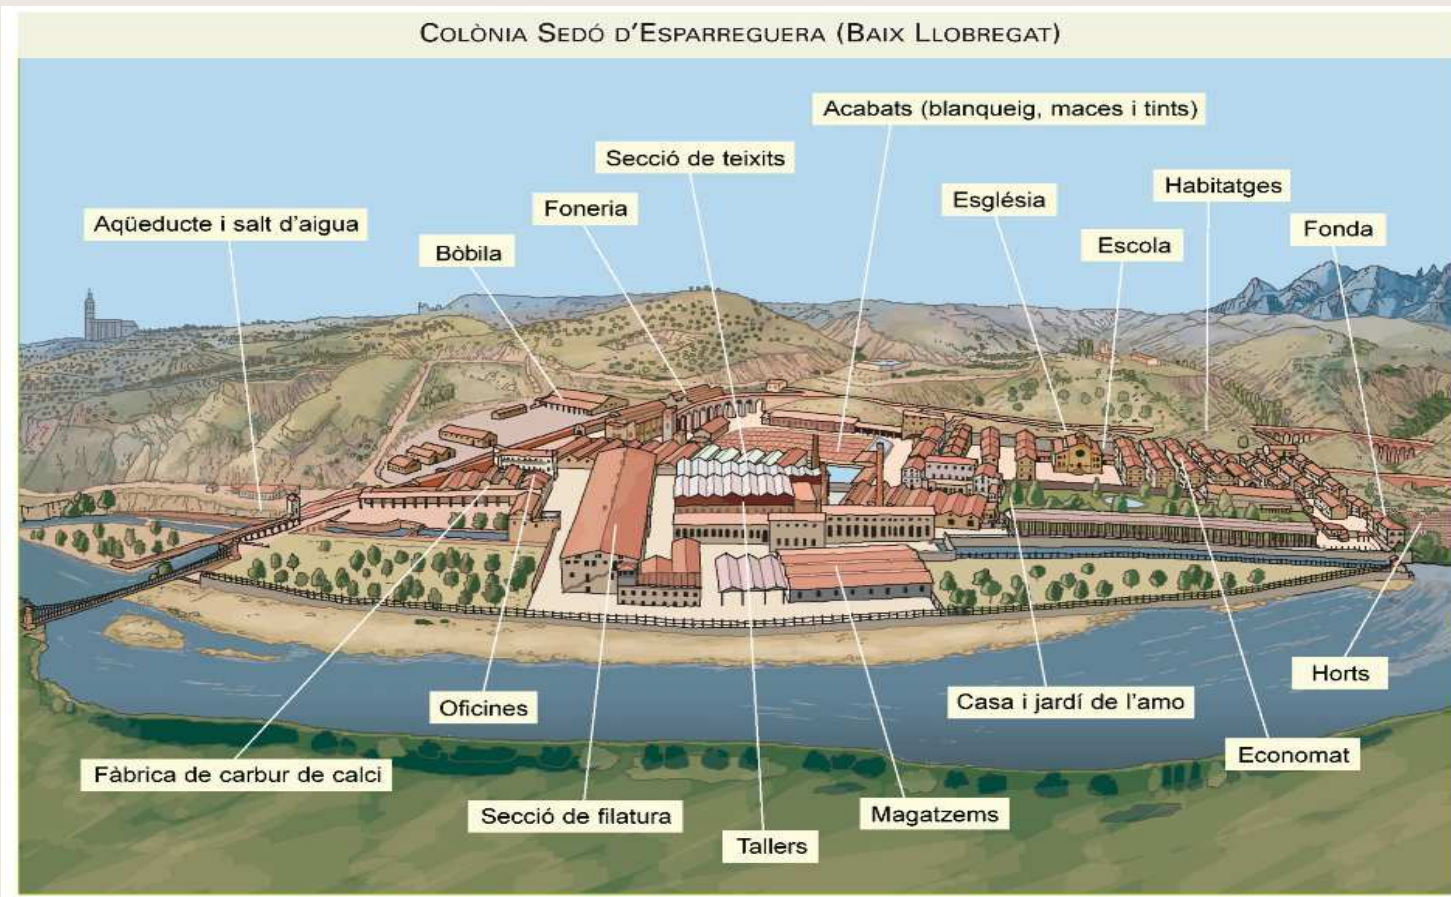 COLÒNIA SEDÓ D'ESPARREGUERA (BAIX LLOBREGAT)
Acabats (blanqueig, maces i tints)
Secció de teixits
Habitatges
Església
Foneria
Aqüeducte i salt d'aigua
Fonda
Escola
Bòbila
Horts
Casa i jardí de l'amo
Oficines
Economat
Fàbrica de carbur de calci
Magatzems
Secció de filatura
Tallers